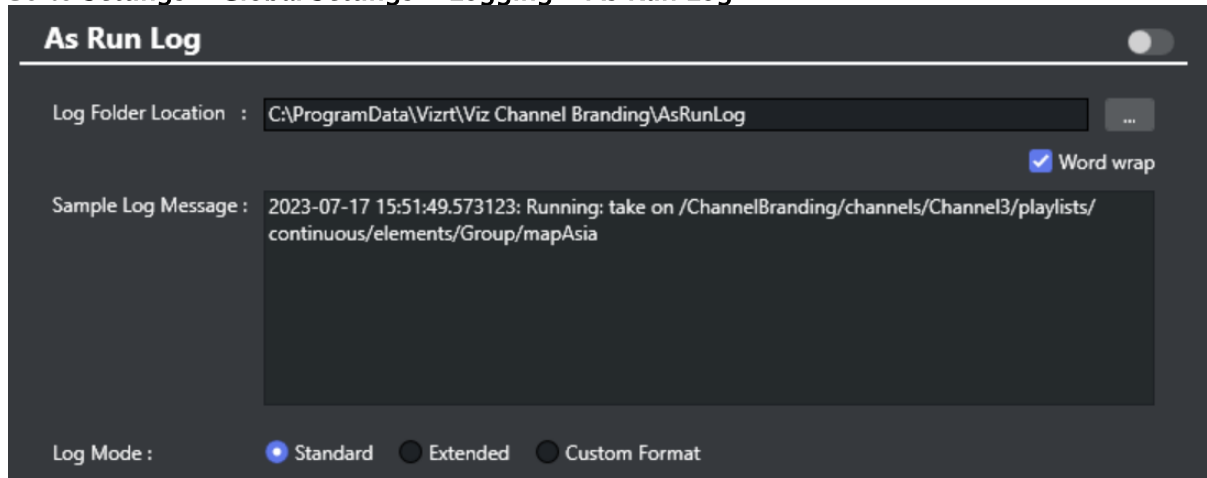 As Run Log
Log Folder Location :
C:\ProgramData\Vizrt\Viz Channel Branding\AsRunLog
...
Word wrap
Sample Log Message :
2023-07-17 15:51:49.573123: Running: take on /ChannelBranding/channels/Channel3/playlists/
continuous/elements/Group/mapAsia
Log Mode :
Standard
Extended
Custom Format